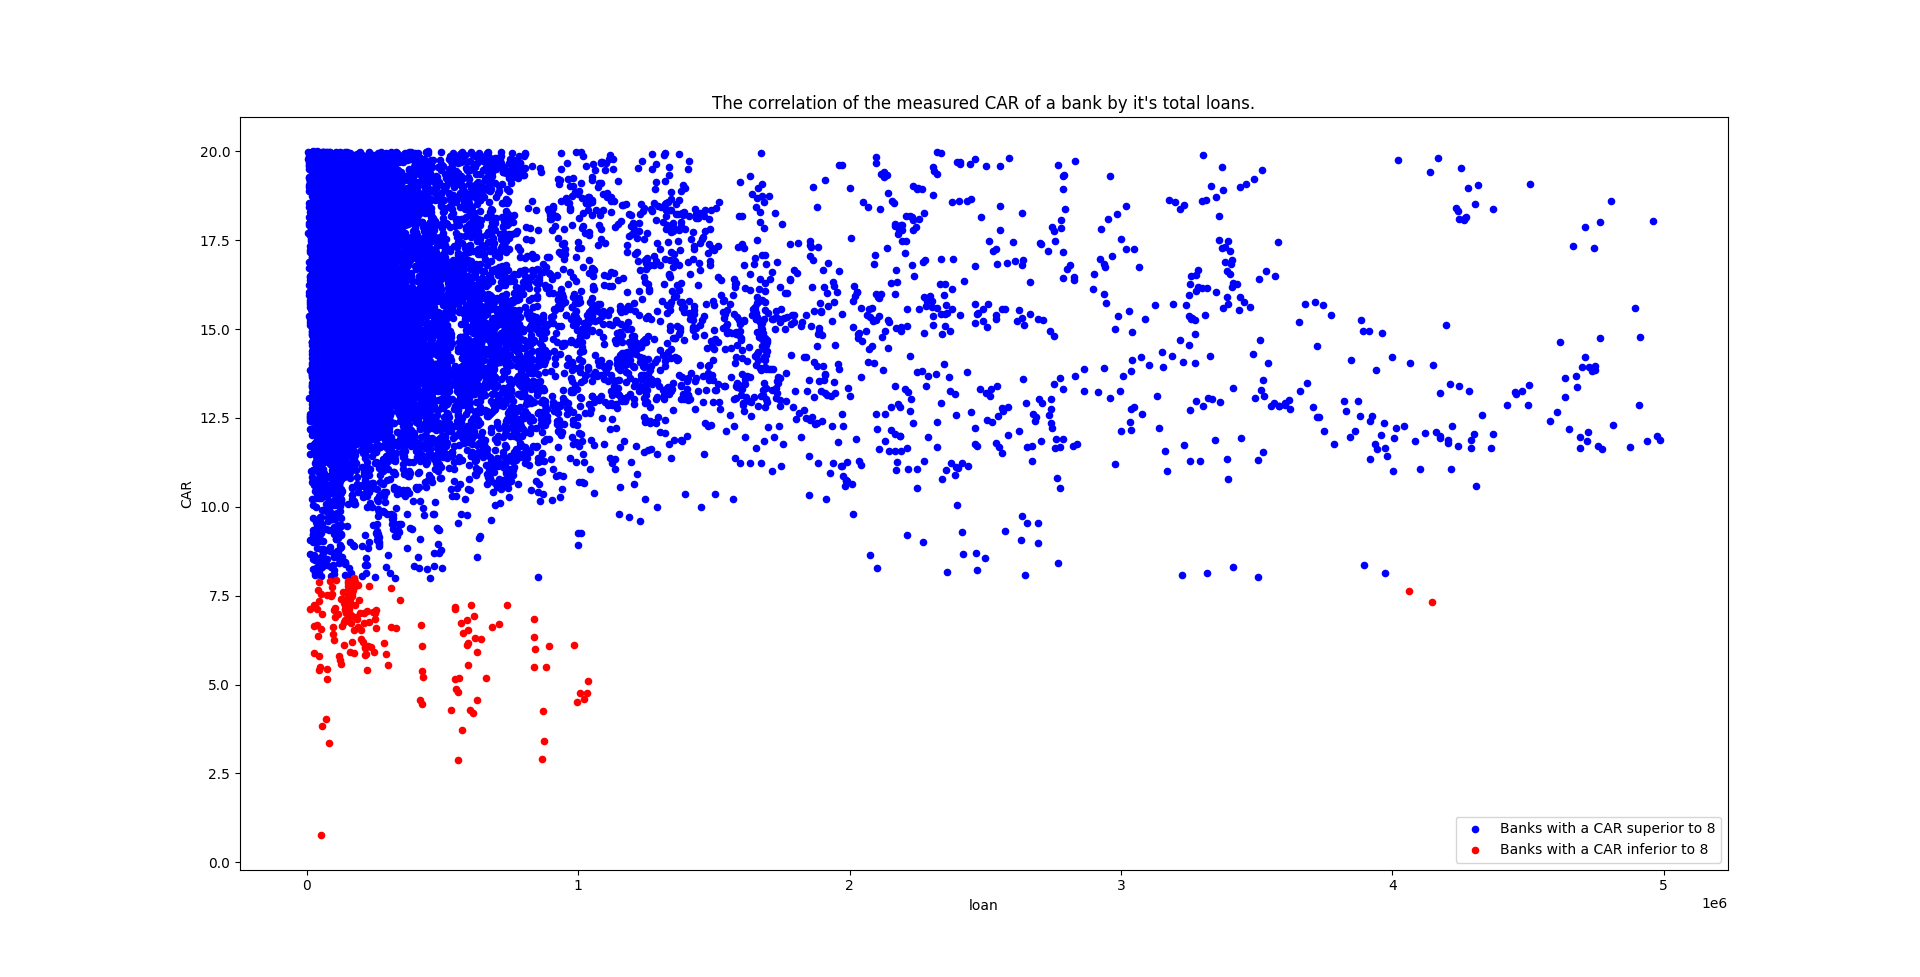 The correlation of the measured CAR of a bank by it's total loans.
20.0
17.5
15.0
12.5
10.0
7.5
5.0
2.5
0.0
CAR
Banks with a CAR superior to 8
Banks with a CAR inferior to 8
0 1 2 3 4 5
loan
1e6